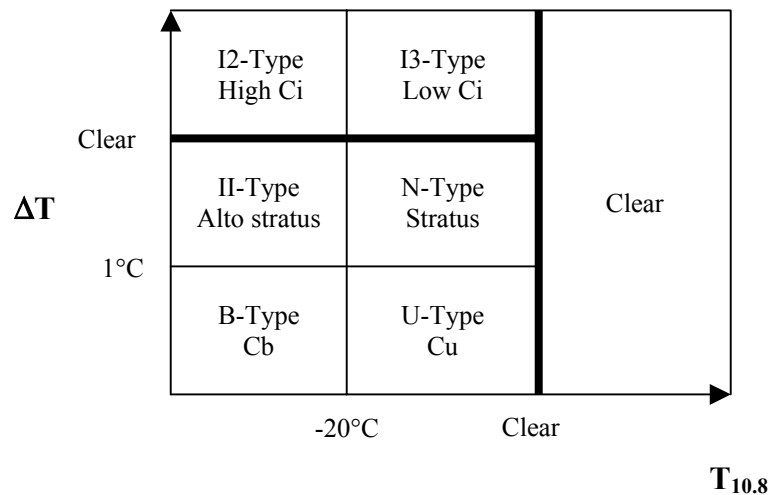 I2-Type
High Ci
I3-Type
Low Ci
Clear
II-Type
Alto stratus
N-Type
Stratus
Clear
ΔT
1°C
B-Type
Cb
U-Type
Cu
-20°C
Clear
T10.8